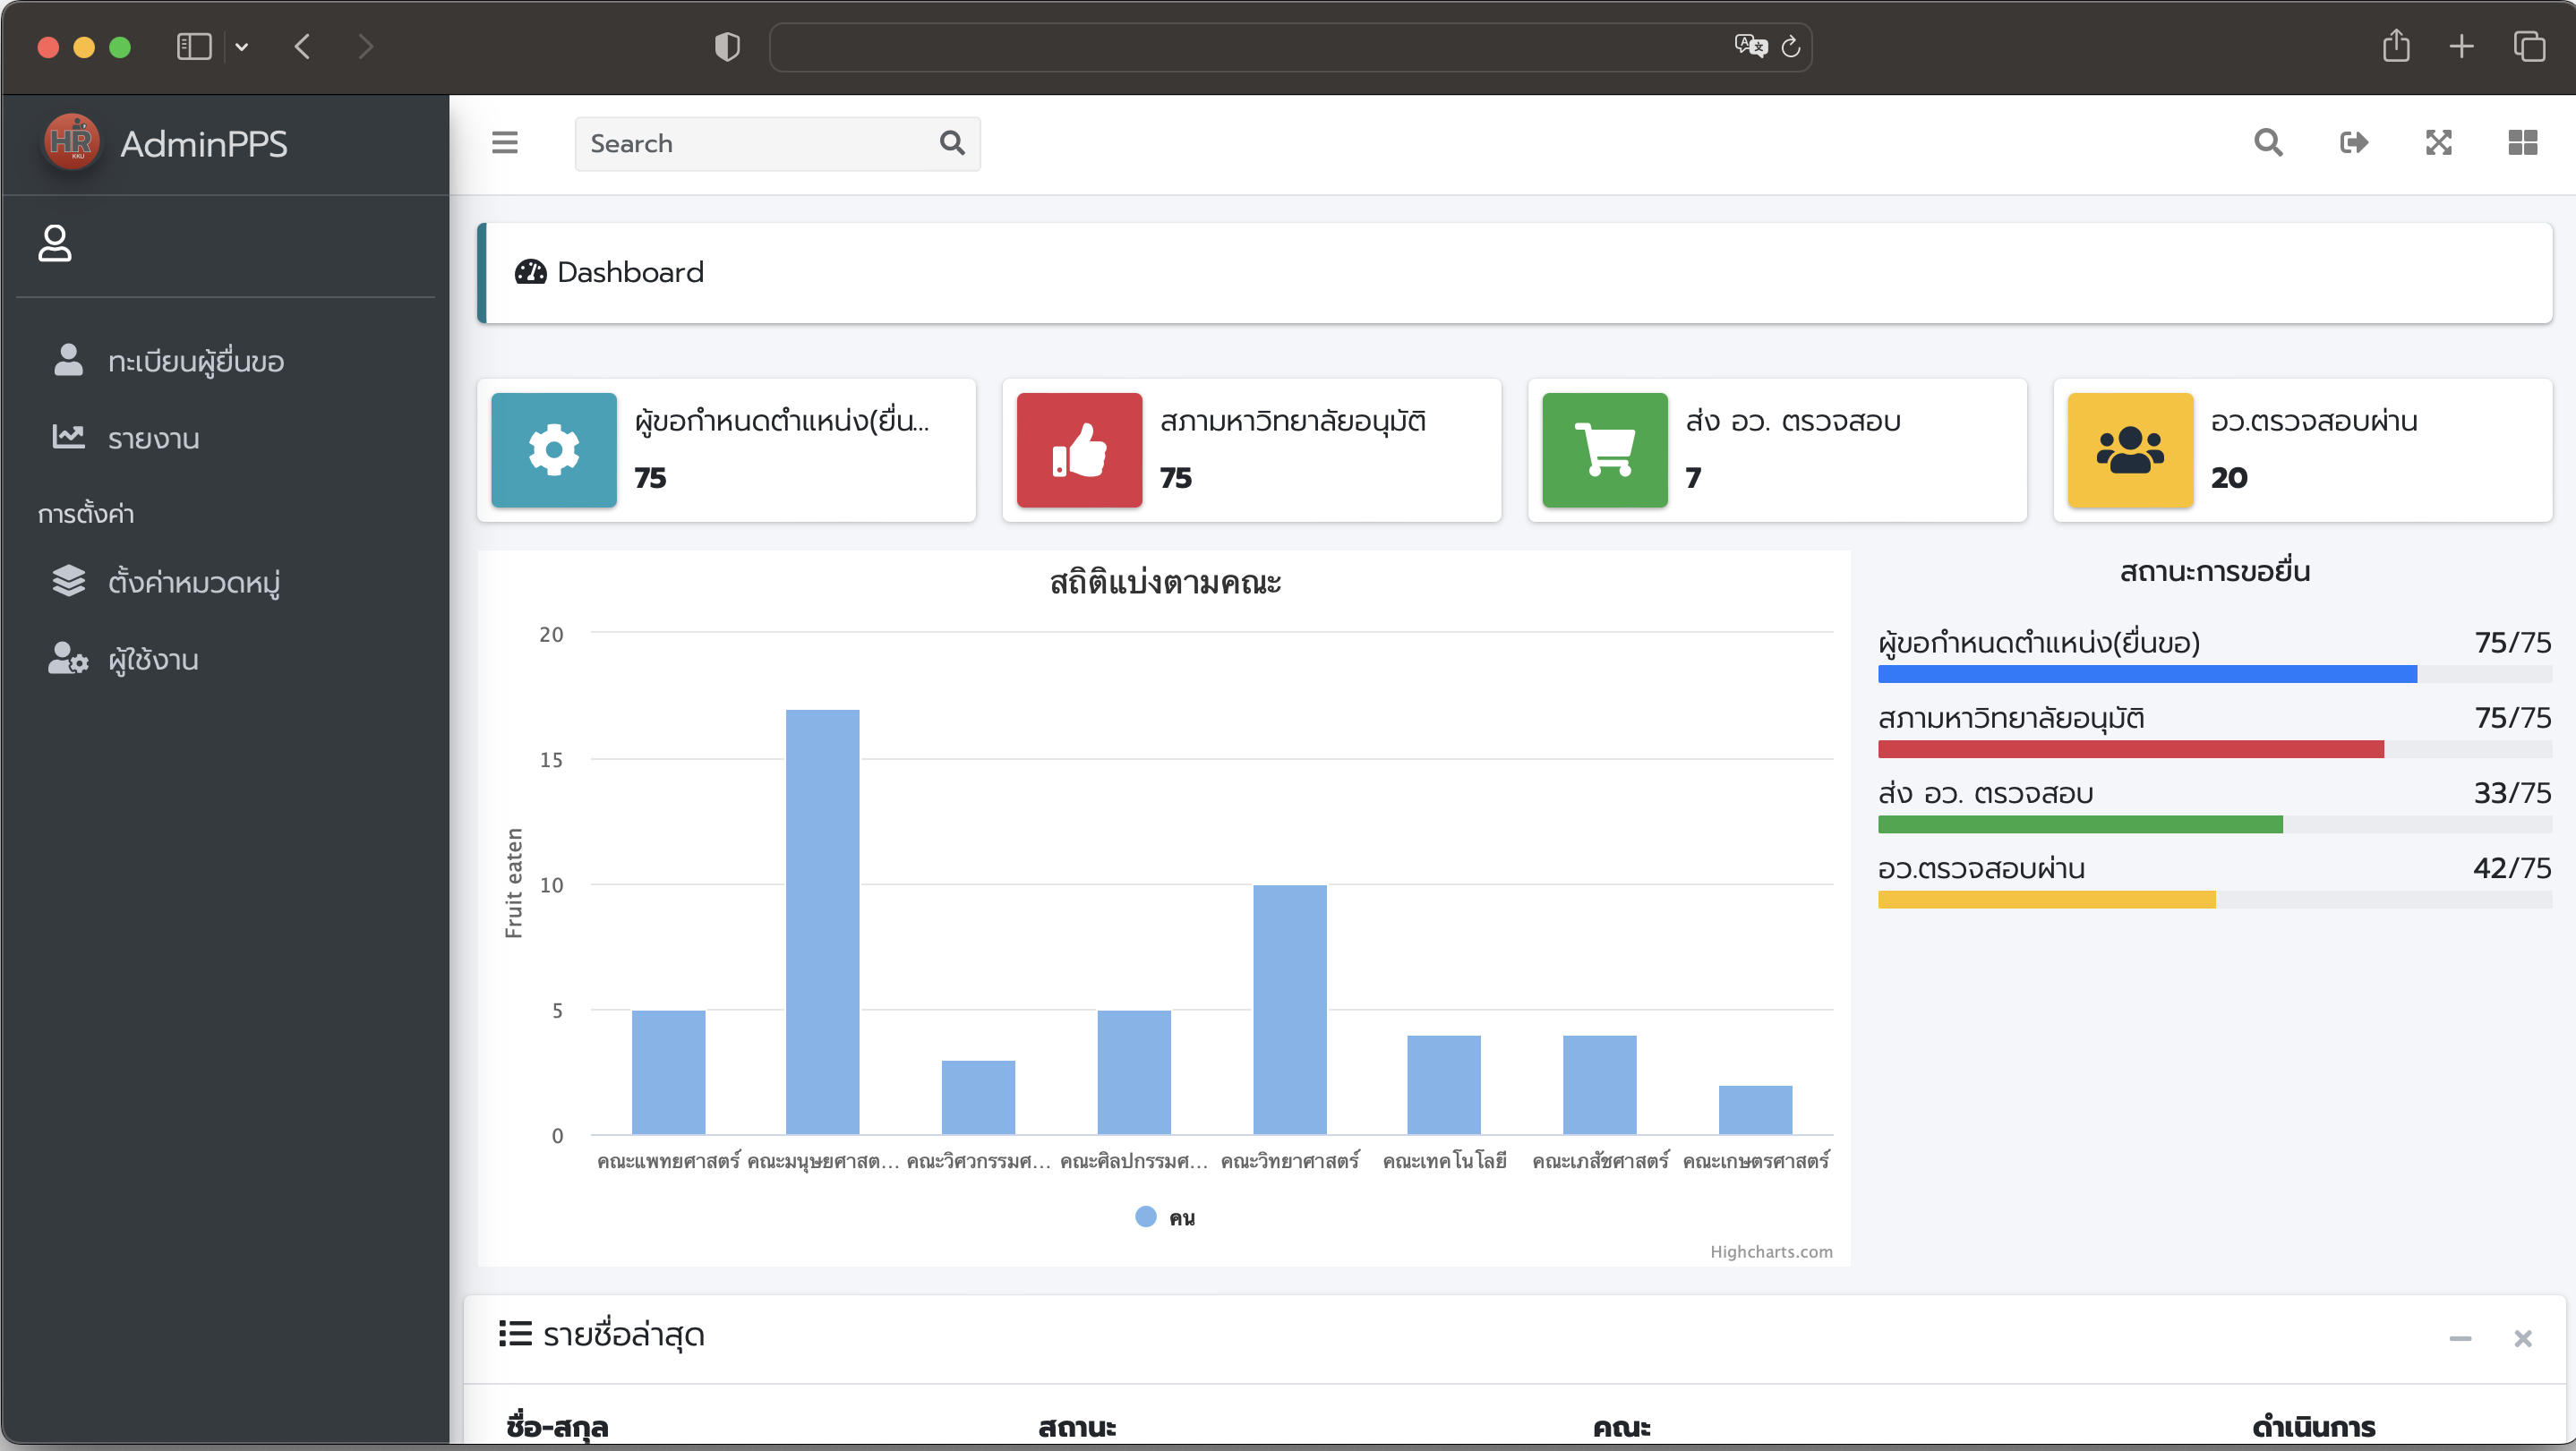 HR
KKU
AdminPPS
Search
ทะเบียนผู้ยื่นขอ
รายงาน
การตั้งค่า
ตั้งค่าหมวดหมู่
ผู้ใช้งาน
Dashboard
ผู้ขอกำหนดตำแหน่ง(ยื่น...
75
สภามหาวิทยาลัยอนุมัติ
75
ส่ง อว. ตรวจสอบ
7
อว.ตรวจสอบผ่าน
20
สถิติแบ่งตามคณะ
Fruit eaten
20
15
10
5
0
คณะแพทยศาสตร์ คณะมนุษยศาสต… คณะวิศวกรรมศ… คณะศิลปกรรมศ… คณะวิทยาศาสตร์ คณะเทคโนโลยี คณะเภสัชศาสตร์ คณะเกษตรศาสตร์
คน
Highcharts.com
สถานะการขอยื่น
ผู้ขอกำหนดตำแหน่ง(ยื่นขอ) 75/75
สภามหาวิทยาลัยอนุมัติ 75/75
ส่ง อว. ตรวจสอบ 33/75
อว.ตรวจสอบผ่าน 42/75
รายชื่อล่าสุด
ชื่อ-สกุล สถานะ คณะ ดำเนินการ